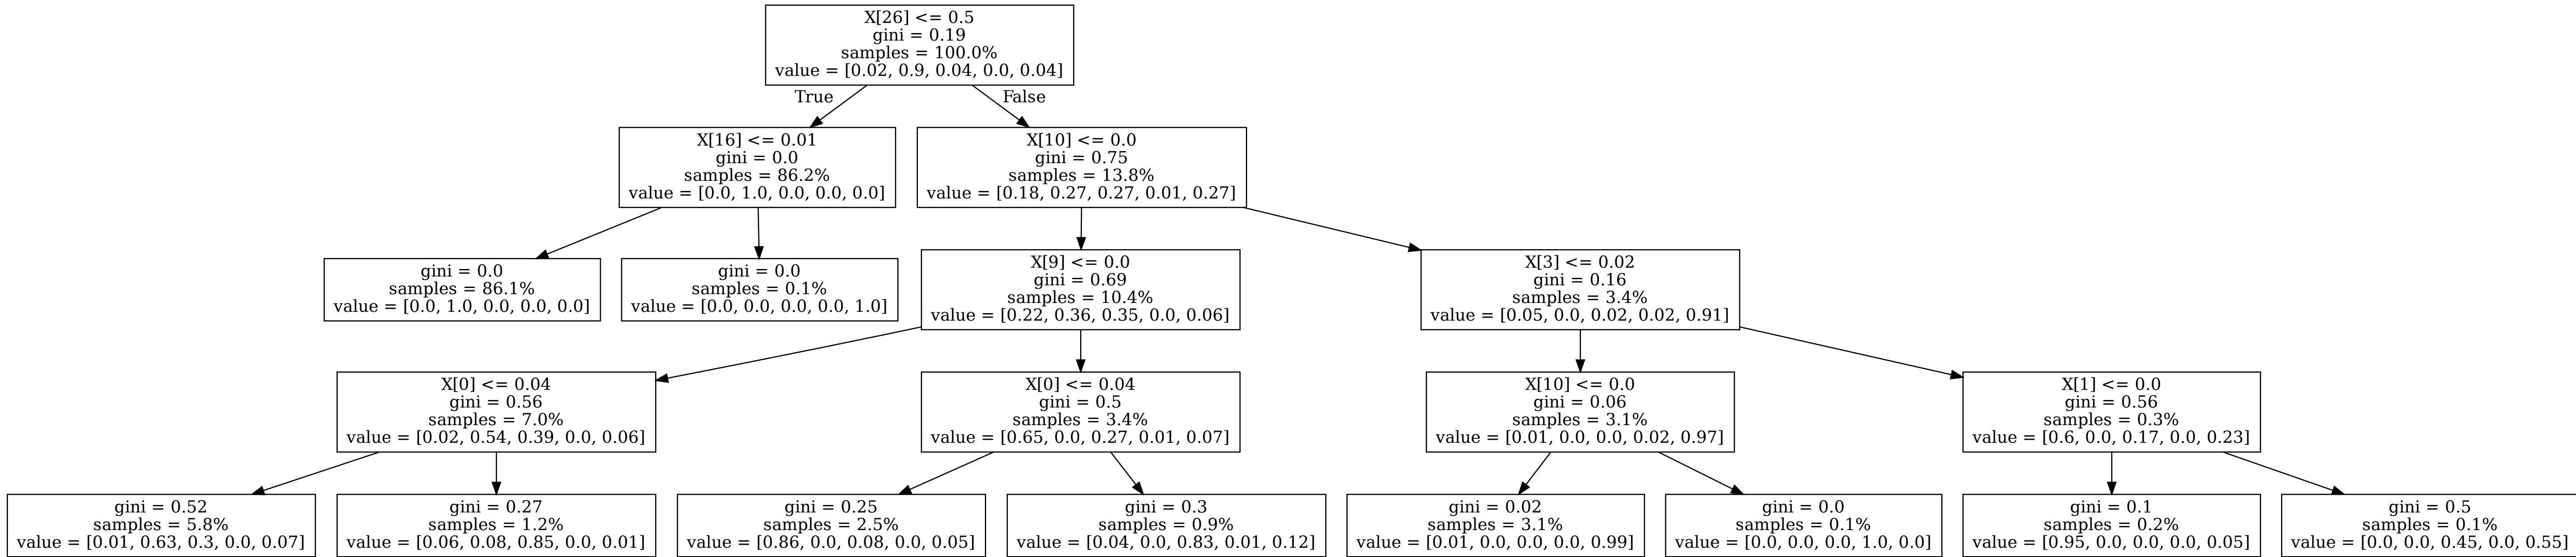 X[26] <= 0.5
gini = 0.19
samples = 100.0%
value = [0.02, 0.9, 0.04, 0.0, 0.04]
True
False
X[16] <= 0.01
gini = 0.0
samples = 86.2%
value = [0.0, 1.0, 0.0, 0.0, 0.0]
X[10] <= 0.0
gini = 0.75
samples = 13.8%
value = [0.18, 0.27, 0.27, 0.01, 0.27]
gini = 0.0
samples = 86.1%
value = [0.0, 1.0, 0.0, 0.0, 0.0]
gini = 0.0
samples = 0.1%
value = [0.0, 0.0, 0.0, 0.0, 1.0]
X[9] <= 0.0
gini = 0.69
samples = 10.4%
value = [0.22, 0.36, 0.35, 0.0, 0.06]
X[3] <= 0.02
gini = 0.16
samples = 3.4%
value = [0.05, 0.0, 0.02, 0.02, 0.91]
X[0] <= 0.04
gini = 0.56
samples = 7.0%
value = [0.02, 0.54, 0.39, 0.0, 0.06]
X[0] <= 0.04
gini = 0.5
samples = 3.4%
value = [0.65, 0.0, 0.27, 0.01, 0.07]
X[10] <= 0.0
gini = 0.06
samples = 3.1%
value = [0.01, 0.0, 0.0, 0.02, 0.97]
X[1] <= 0.0
gini = 0.56
samples = 0.3%
value = [0.6, 0.0, 0.17, 0.0, 0.23]
gini = 0.52
samples = 5.8%
value = [0.01, 0.63, 0.3, 0.0, 0.07]
gini = 0.27
samples = 1.2%
value = [0.06, 0.08, 0.85, 0.0, 0.01]
gini = 0.25
samples = 2.5%
value = [0.86, 0.0, 0.08, 0.0, 0.05]
gini = 0.3
samples = 0.9%
value = [0.04, 0.0, 0.83, 0.01, 0.12]
gini = 0.02
samples = 3.1%
value = [0.01, 0.0, 0.0, 0.0, 0.99]
gini = 0.0
samples = 0.1%
value = [0.0, 0.0, 0.0, 1.0, 0.0]
gini = 0.1
samples = 0.2%
value = [0.95, 0.0, 0.0, 0.0, 0.05]
gini = 0.5
samples = 0.1%
value = [0.0, 0.0, 0.45, 0.0, 0.55]